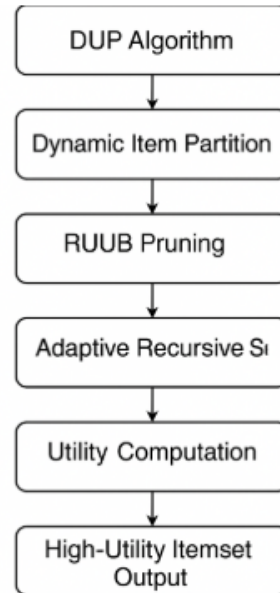 DUP Algorithm
Dynamic Item Partition
RUUB Pruning
Adaptive Recursive
Utility Computation
High-Utility Itemset
Output